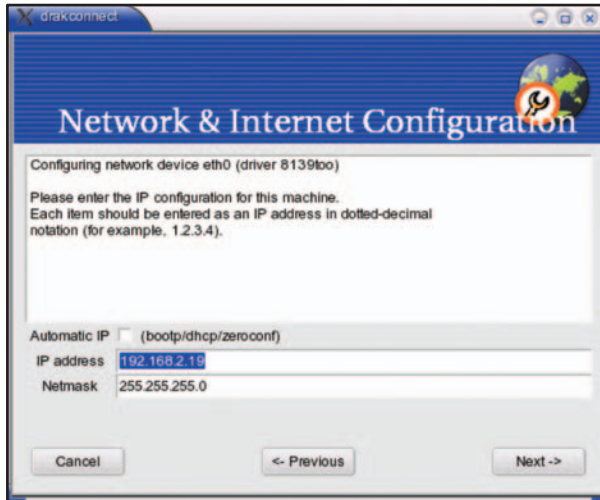 drakconnect
Network & Internet Configuration
Configuring network device eth0 (driver 8139too)
Please enter the IP configuration for this machine.
Each item should be entered as an IP address in dotted-decimal
notation (for example, 1.2.3.4).
Automatic IP (bootp/dhcp/zeroconf)
IP address 192.168.2.19
Netmask 255.255.255.0
Cancel <- Previous Next ->